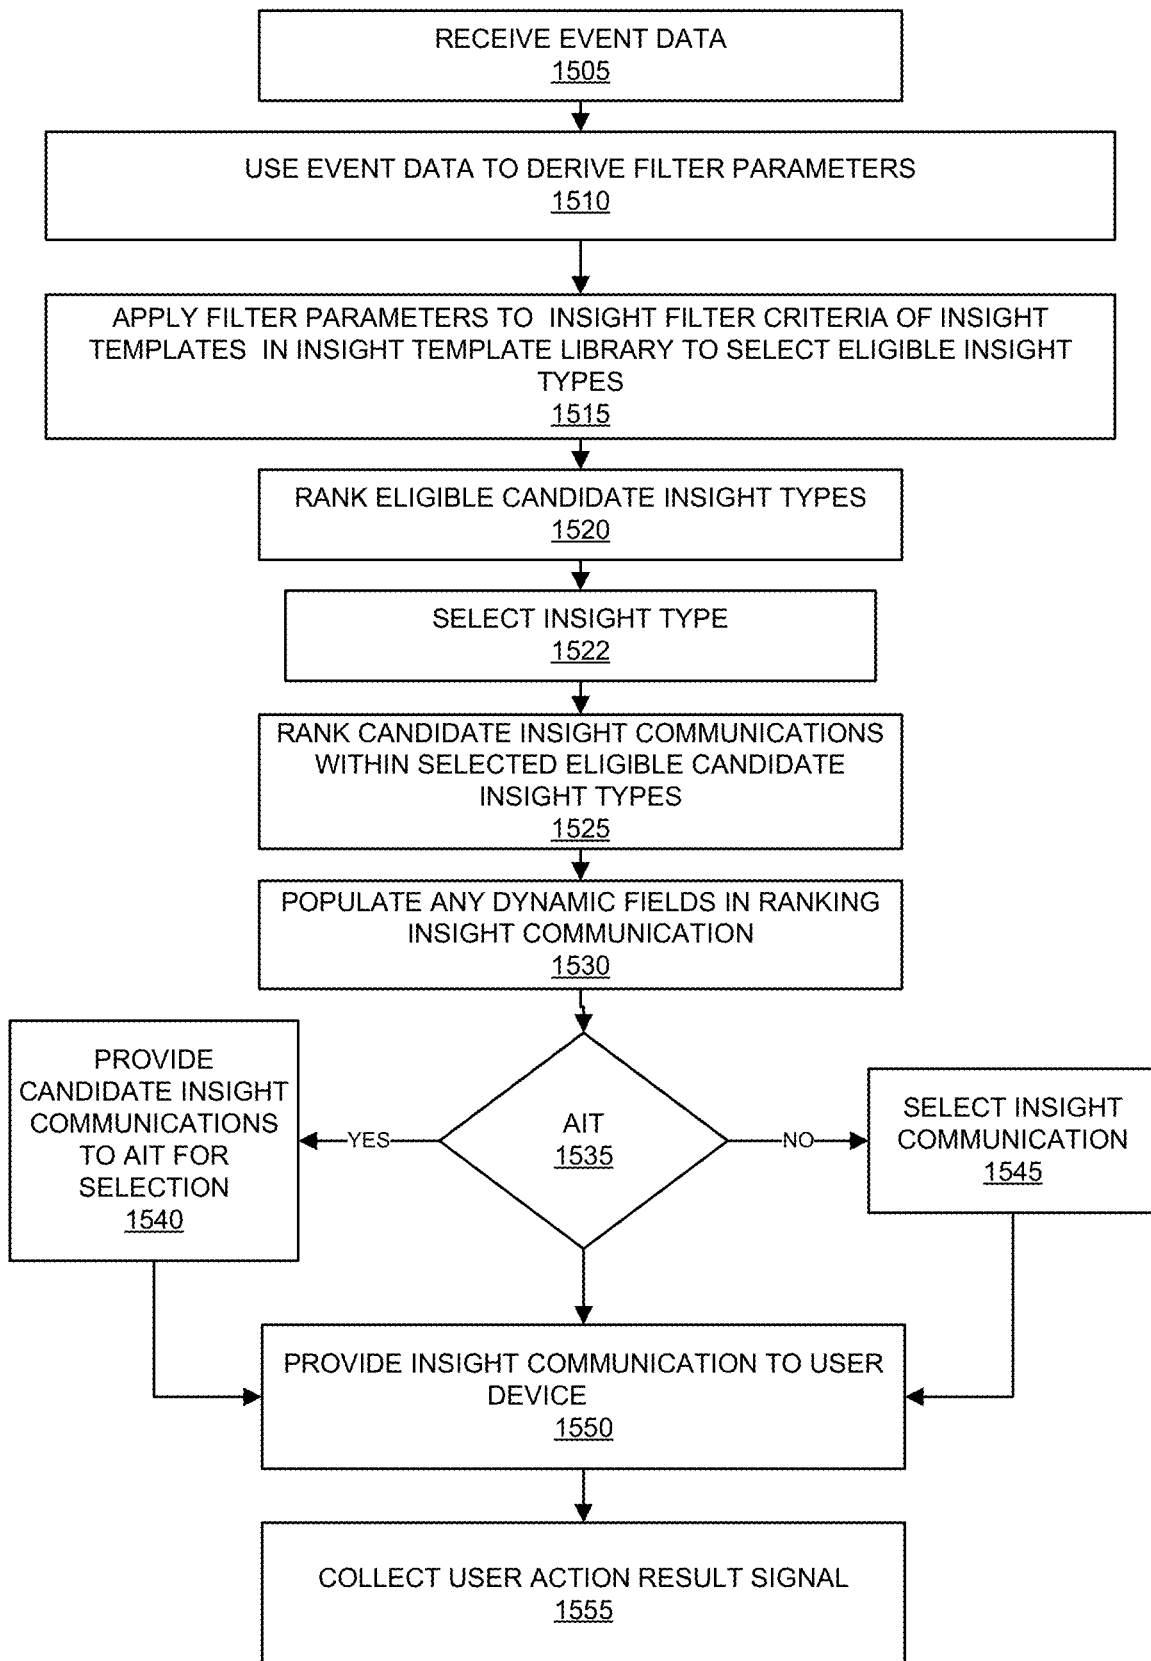 RECEIVE EVENT DATA
1505
USE EVENT DATA TO DERIVE FILTER PARAMETERS
1510
APPLY FILTER PARAMETERS TO INSIGHT FILTER CRITERIA OF INSIGHT
TEMPLATES IN INSIGHT TEMPLATE LIBRARY TO SELECT ELIGIBLE INSIGHT
TYPES
1515
RANK ELIGIBLE CANDIDATE INSIGHT TYPES
1520
SELECT INSIGHT TYPE
1522
RANK CANDIDATE INSIGHT COMMUNICATIONS
WITHIN SELECTED ELIGIBLE CANDIDATE
INSIGHT TYPES
1525
POPULATE ANY DYNAMIC FIELDS IN RANKING
INSIGHT COMMUNICATION
1530
PROVIDE
CANDIDATE INSIGHT
COMMUNICATIONS
TO AIT FOR
SELECTION
1540
YES
AIT
1535
NO
SELECT INSIGHT
COMMUNICATION
1545
PROVIDE INSIGHT COMMUNICATION TO USER
DEVICE
1550
COLLECT USER ACTION RESULT SIGNAL
1555